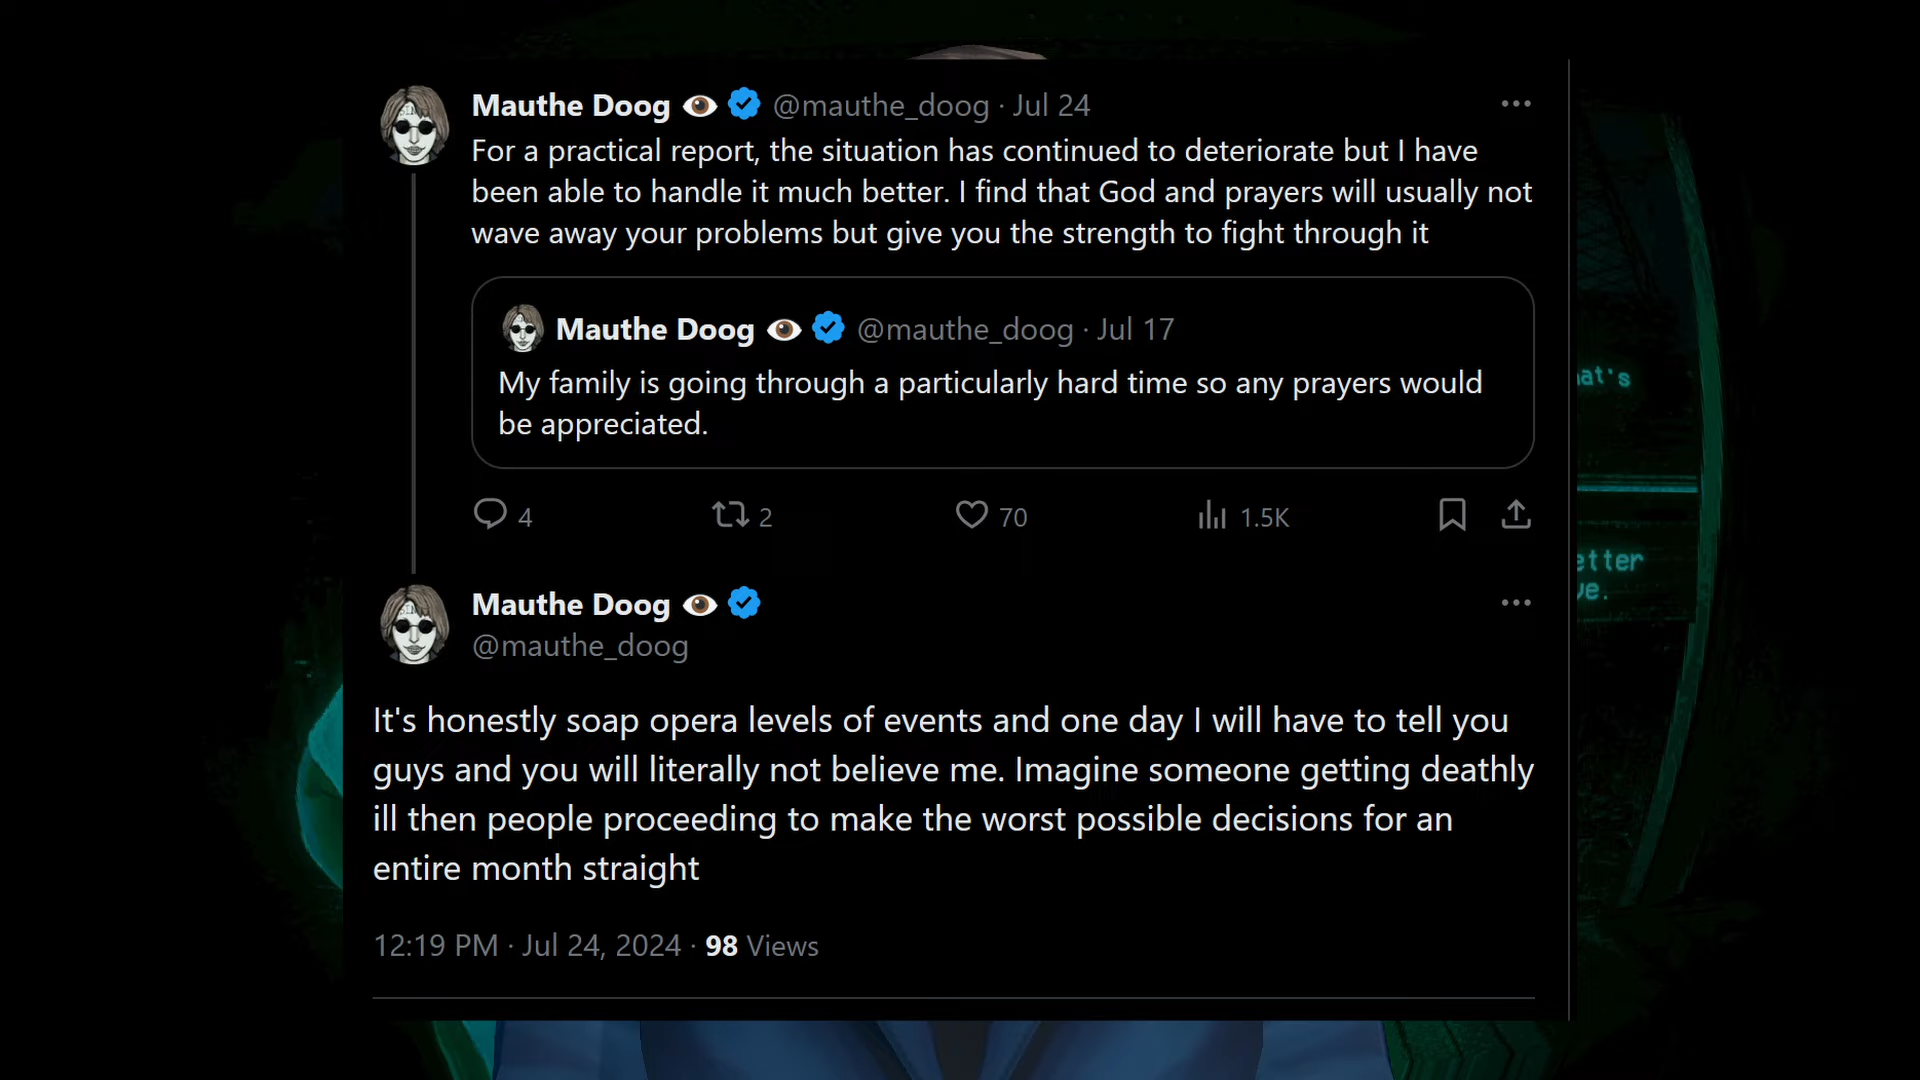 Mauthe Doog 👁️ @mauthe_doog · Jul 24
For a practical report, the situation has continued to deteriorate but I have
been able to handle it much better. I find that God and prayers will usually not
wave away your problems but give you the strength to fight through it
Mauthe Doog 👁️ @mauthe_doog · Jul 17
My family is going through a particularly hard time so any prayers would
be appreciated.
4 2 70 1.5K
Mauthe Doog 👁️
@mauthe_doog
It's honestly soap opera levels of events and one day I will have to tell you
guys and you will literally not believe me. Imagine someone getting deathly
ill then people proceeding to make the worst possible decisions for an
entire month straight
12:19 PM · Jul 24, 2024 · 98 Views